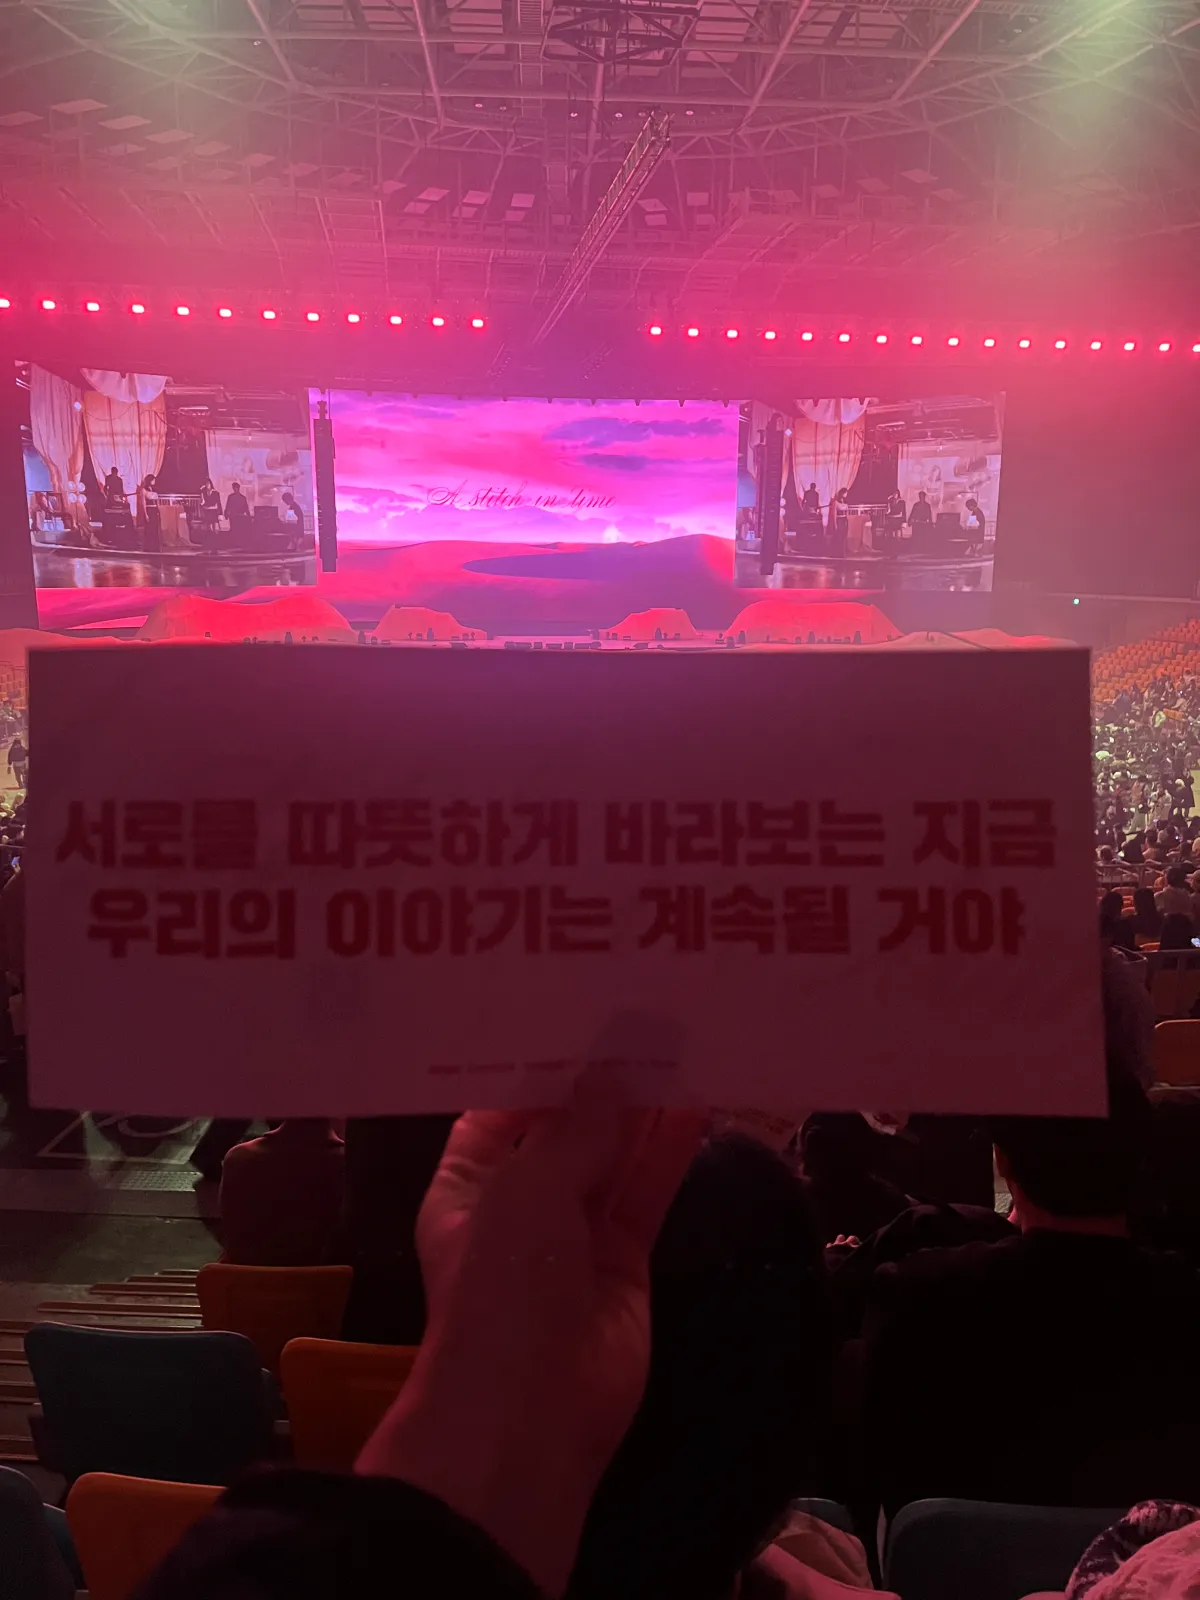 A stitch in time
서로를 따뜻하게 바라보는 지금
우리의 이야기는 계속될 거야